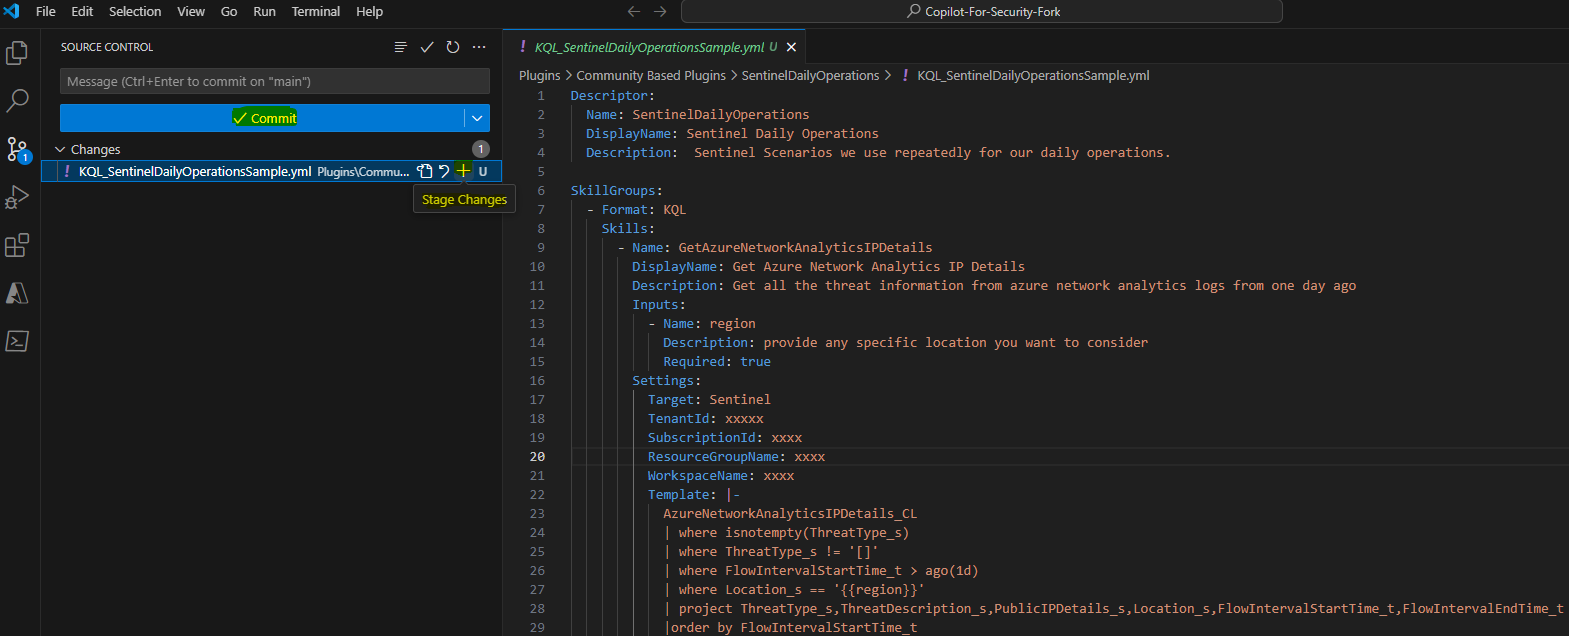 File Edit Selection View Go Run Terminal Help
Copilot-For-Security-Fork
SOURCE CONTROL
Message (Ctrl+Enter to commit on "main")
Commit
Changes 1
1
! KQL_SentinelDailyOperationsSample.yml Plugins\Commu... U
Stage Changes
! KQL_SentinelDailyOperationsSample.yml U
Plugins > Community Based Plugins > SentinelDailyOperations > ! KQL_SentinelDailyOperationsSample.yml
1 Descriptor:
2 Name: SentinelDailyOperations
3 DisplayName: Sentinel Daily Operations
4 Description:  Sentinel Scenarios we use repeatedly for our daily operations.
5
6 SkillGroups:
7 - Format: KQL
8 Skills:
9 - Name: GetAzureNetworkAnalyticsIPDetails
10 DisplayName: Get Azure Network Analytics IP Details
11 Description: Get all the threat information from azure network analytics logs from one day ago
12 Inputs:
13 - Name: region
14 Description: provide any specific location you want to consider
15 Required: true
16 Settings:
17 Target: Sentinel
18 TenantId: xxxxx
19 SubscriptionId: xxxx
20 ResourceGroupName: xxxx
21 WorkspaceName: xxxx
22 Template: |-
23 AzureNetworkAnalyticsIPDetails_CL
24 | where isnotempty(ThreatType_s)
25 | where ThreatType_s != '[]'
26 | where FlowIntervalStartTime_t > ago(1d)
27 | where Location_s == '{{region}}'
28 | project ThreatType_s,ThreatDescription_s,PublicIPDetails_s,Location_s,FlowIntervalStartTime_t,FlowIntervalEndTime_t
29 |order by FlowIntervalStartTime_t